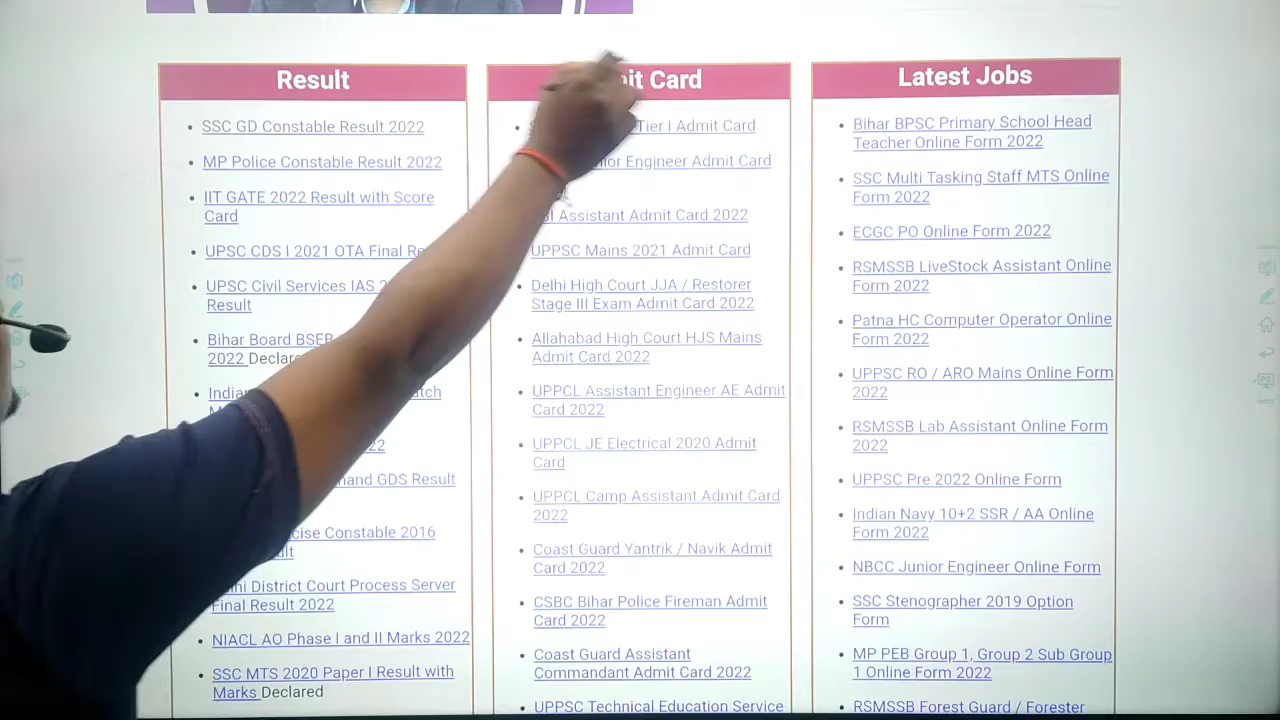 Result
SSC GD Constable Result 2022
MP Police Constable Result 2022
IIT GATE 2022 Result with Score
Card
UPSC CDS I 2021 OTA Final
UPSC Civil Services IAS
Result
Bihar Board BSEB
2022
Result
Constable 2016
District Court Process Server
Final Result 2022
NIACL AO Phase I and II Marks 2022
SSC MTS 2020 Paper I Result with
Marks Declared
Card
Tier I Admit Card
Engineer Admit Card
Assistant Admit Card 2022
UPPSC Mains 2021 Admit Card
Delhi High Court JJA / Restorer
Stage III Exam Admit Card 2022
Allahabad High Court HJS Mains
Admit Card 2022
UPPCL Assistant Engineer AE Admit
Card 2022
UPPCL JE Electrical 2020 Admit
Card
UPPCL Camp Assistant Admit Card
2022
Coast Guard Yantrik / Navik Admit
Card 2022
CSBC Bihar Police Fireman Admit
Card 2022
Coast Guard Assistant
Commandant Admit Card 2022
UPPSC Technical Education Service
Latest Jobs
Bihar BPSC Primary School Head
Teacher Online Form 2022
SSC Multi Tasking Staff MTS Online
Form 2022
ECGC PO Online Form 2022
RSMSSB LiveStock Assistant Online
Form 2022
Patna HC Computer Operator Online
Form 2022
UPPSC RO / ARO Mains Online Form
2022
RSMSSB Lab Assistant Online Form
2022
UPPSC Pre 2022 Online Form
Indian Navy 10+2 SSR / AA Online
Form 2022
NBCC Junior Engineer Online Form
SSC Stenographer 2019 Option
Form
MP PEB Group 1, Group 2 Sub Group
1 Online Form 2022
RSMSSB Forest Guard / Forester